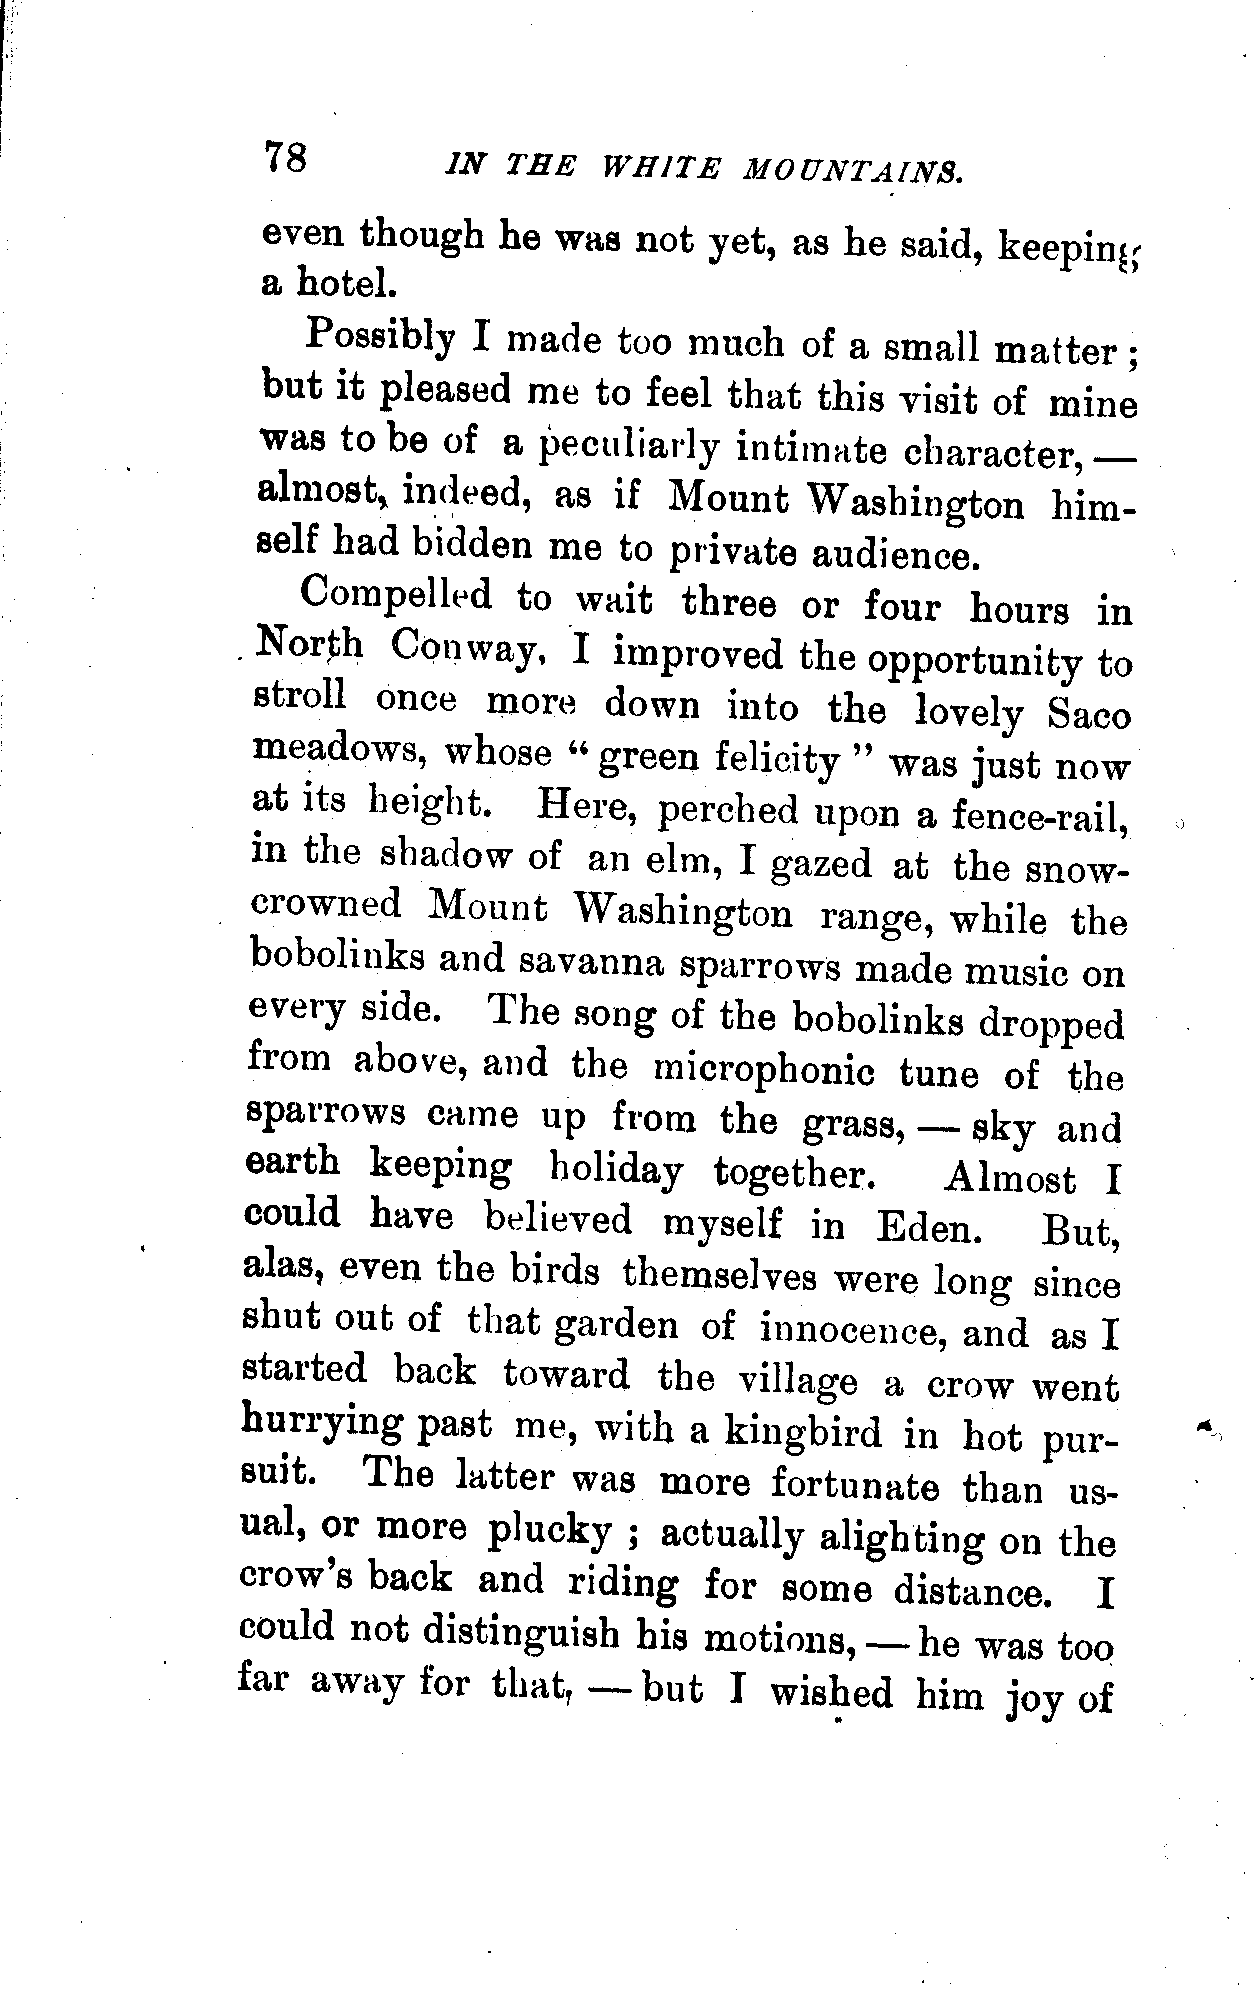 78 IN THE WHITE MOUNTAINS.
even though he was not yet, as he said, keeping
a hotel.
Possibly I made too much of a small matter ;
but it pleased me to feel that this visit of mine
was to be of a peculiarly intimate character, —
almost, indeed, as if Mount Washington him-
self had bidden me to private audience.
Compelled to wait three or four hours in
North Conway, I improved the opportunity to
stroll once more down into the lovely Saco
meadows, whose “ green felicity ” was just now
at its height. Here, perched upon a fence-rail,
in the shadow of an elm, I gazed at the snow-
crowned Mount Washington range, while the
bobolinks and savanna sparrows made music on
every side. The song of the bobolinks dropped
from above, and the microphonic tune of the
sparrows came up from the grass, — sky and
earth keeping holiday together. Almost I
could have believed myself in Eden. But,
alas, even the birds themselves were long since
shut out of that garden of innocence, and as I
started back toward the village a crow went
hurrying past me, with a kingbird in hot pur-
suit. The latter was more fortunate than us-
ual, or more plucky ; actually alighting on the
crow's back and riding for some distance. I
could not distinguish his motions, — he was too
far away for that, — but I wished him joy of